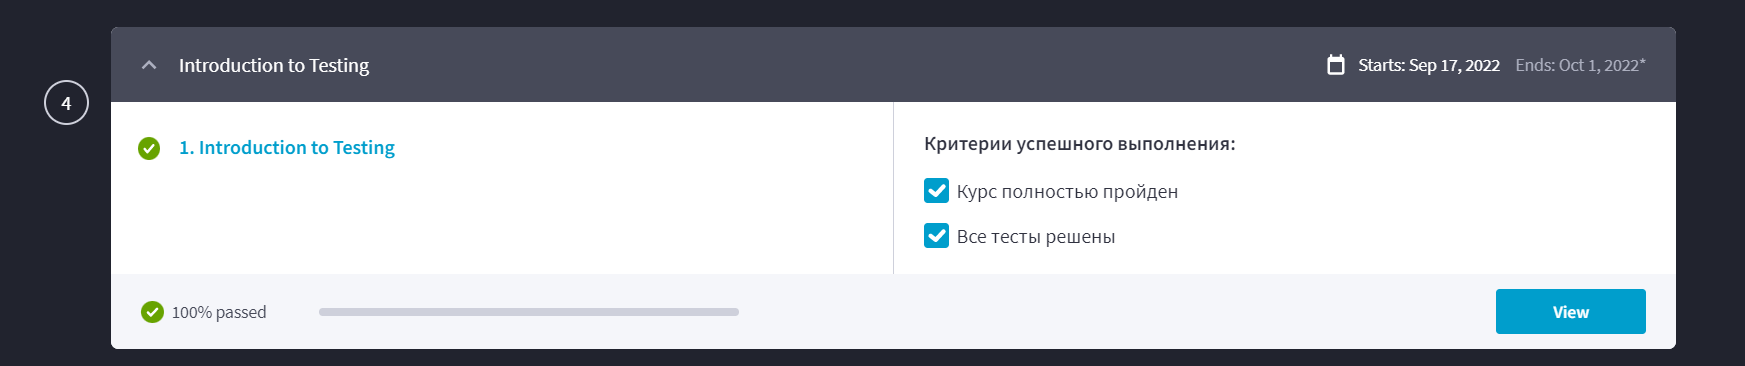 4
Introduction to Testing
Starts: Sep 17, 2022 Ends: Oct 1, 2022*
1. Introduction to Testing
Критерии успешного выполнения:
Курс полностью пройден
Все тесты решены
100% passed
View